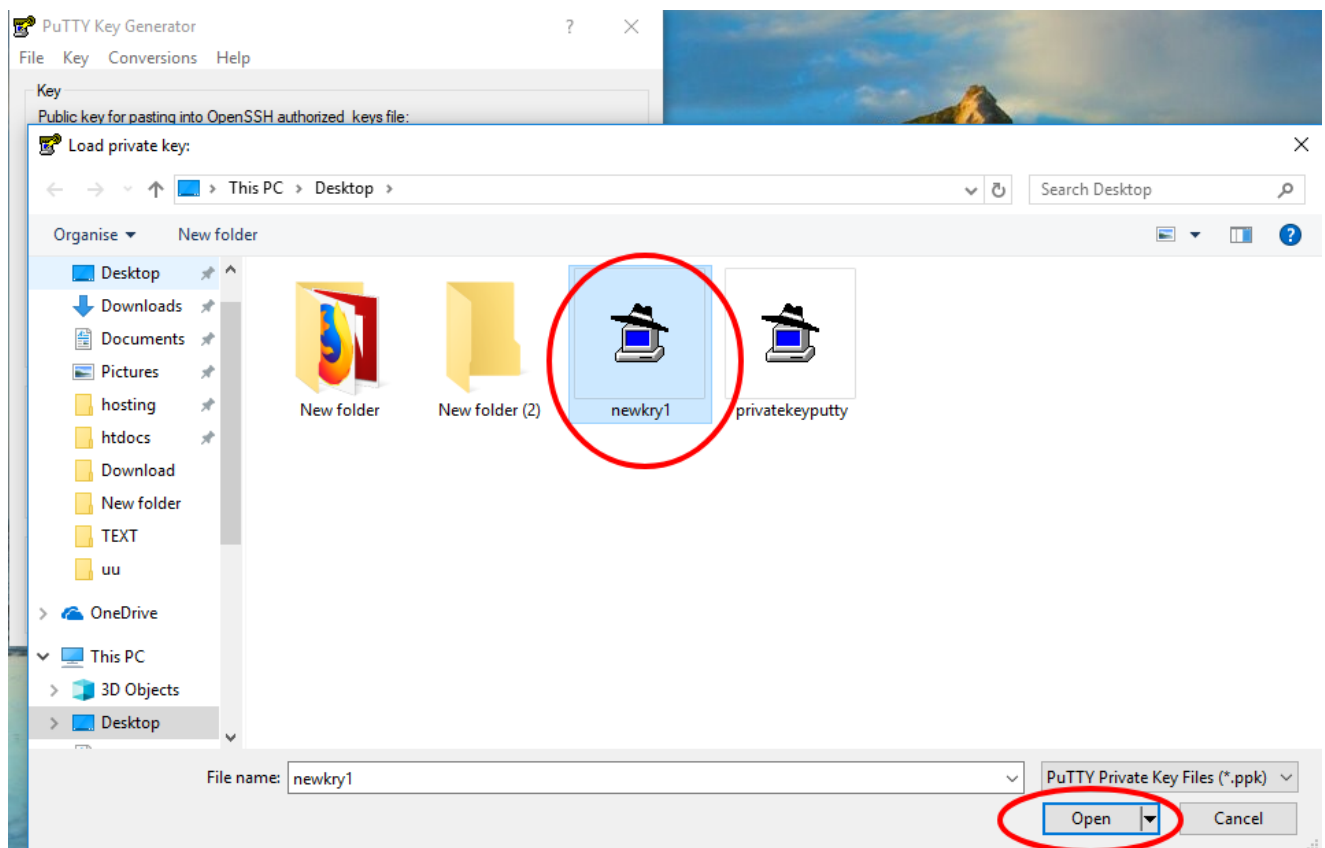 PuTTY Key Generator ?
File Key Conversions Help
Key
Public key for pasting into OpenSSH authorized_keys file:
Load private key:
This PC > Desktop >
Search Desktop
Organise New folder
Desktop
Downloads
Documents
Pictures
hosting
htdocs
Download
New folder
TEXT
uu
OneDrive
This PC
3D Objects
Desktop
New folder
New folder (2)
newkry1
privatekeyputty
File name: newkry1
PuTTY Private Key Files (*.ppk)
Open
Cancel